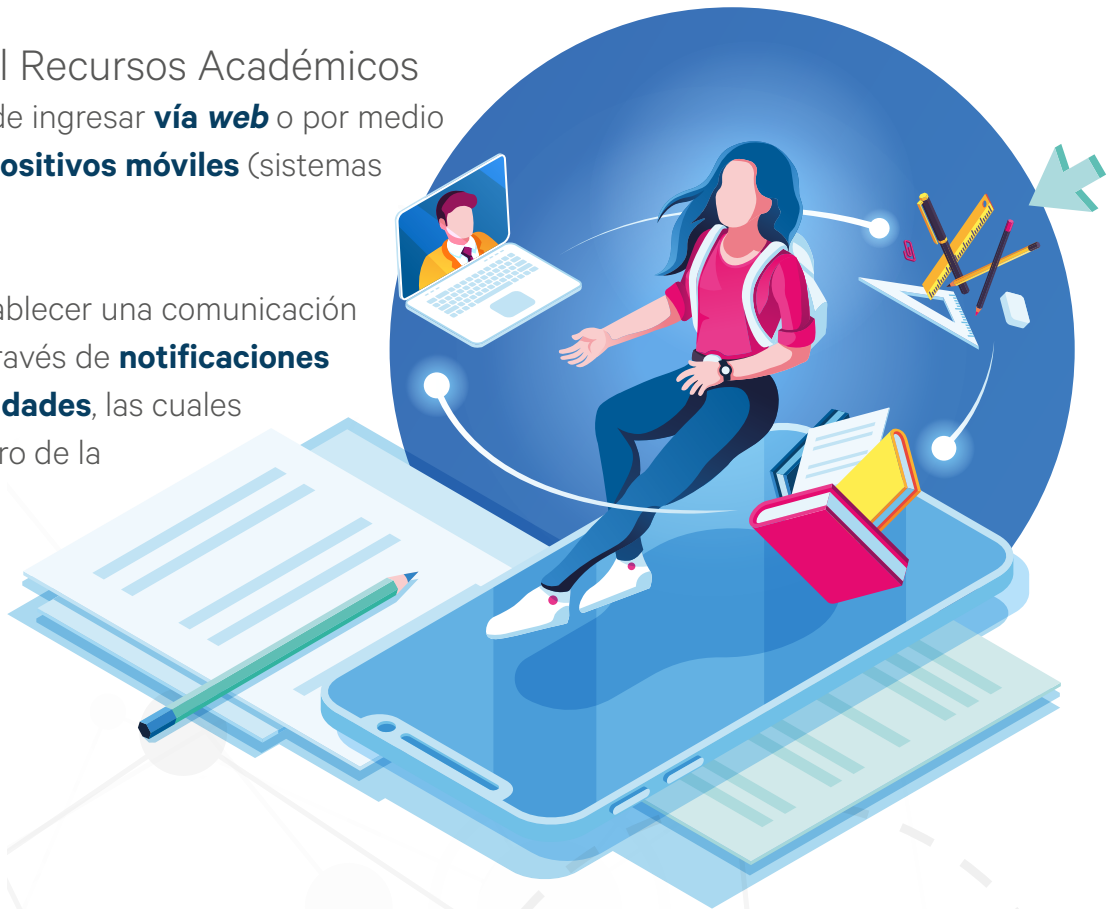 l Recursos Académicos
de ingresar vía web o por medio
ositivos móviles (sistemas
ablecer una comunicación
ravés de notificaciones
dades, las cuales
ro de la